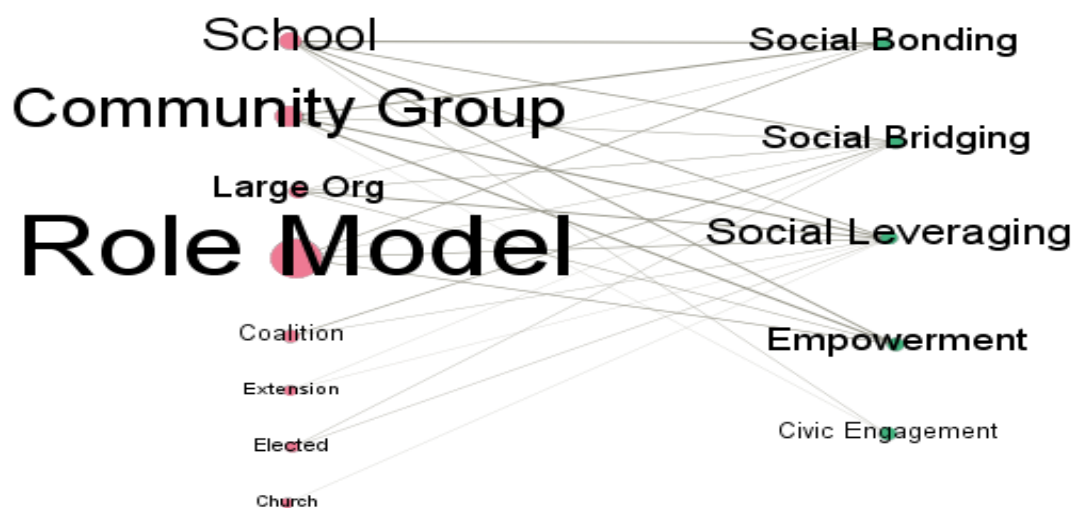 School
Community Group
Large Org
Role Model
Coalition
Extension
Elected
Church
Social Bonding
Social Bridging
Social Leveraging
Empowerment
Civic Engagement